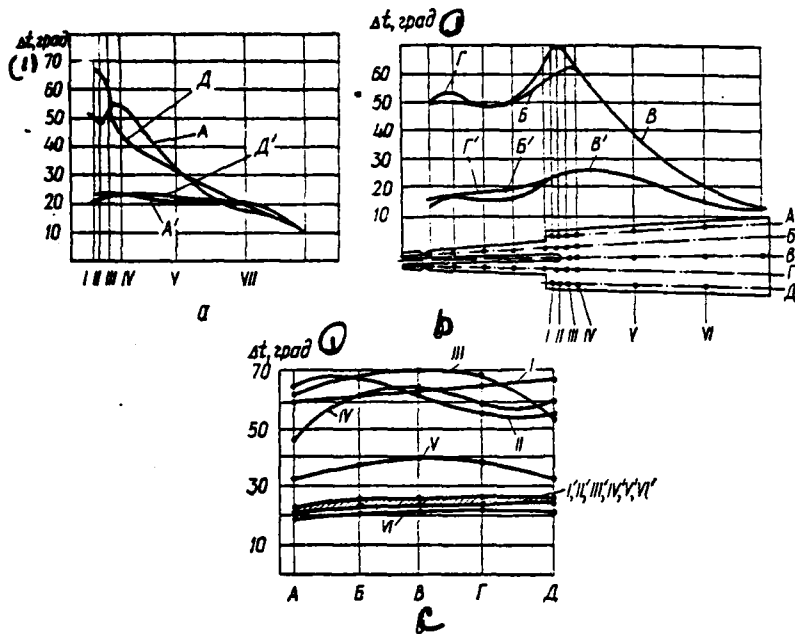 Δt, град
(1)
70
60
50
40
30
20
10
Д
А
Д′
А′
I II III IV V VII
a
Δt, град (1)
60
50
40
30
20
10
Г
Б
В
Г′
Б′
В′
А
Б
В
Г
Д
I II III IV V VI
b
Δt, град (1)
70
50
30
10
III
I
IV
II
V
I′, II′, III′, IV′, V′, VI′
VI
А Б В Г Д
c